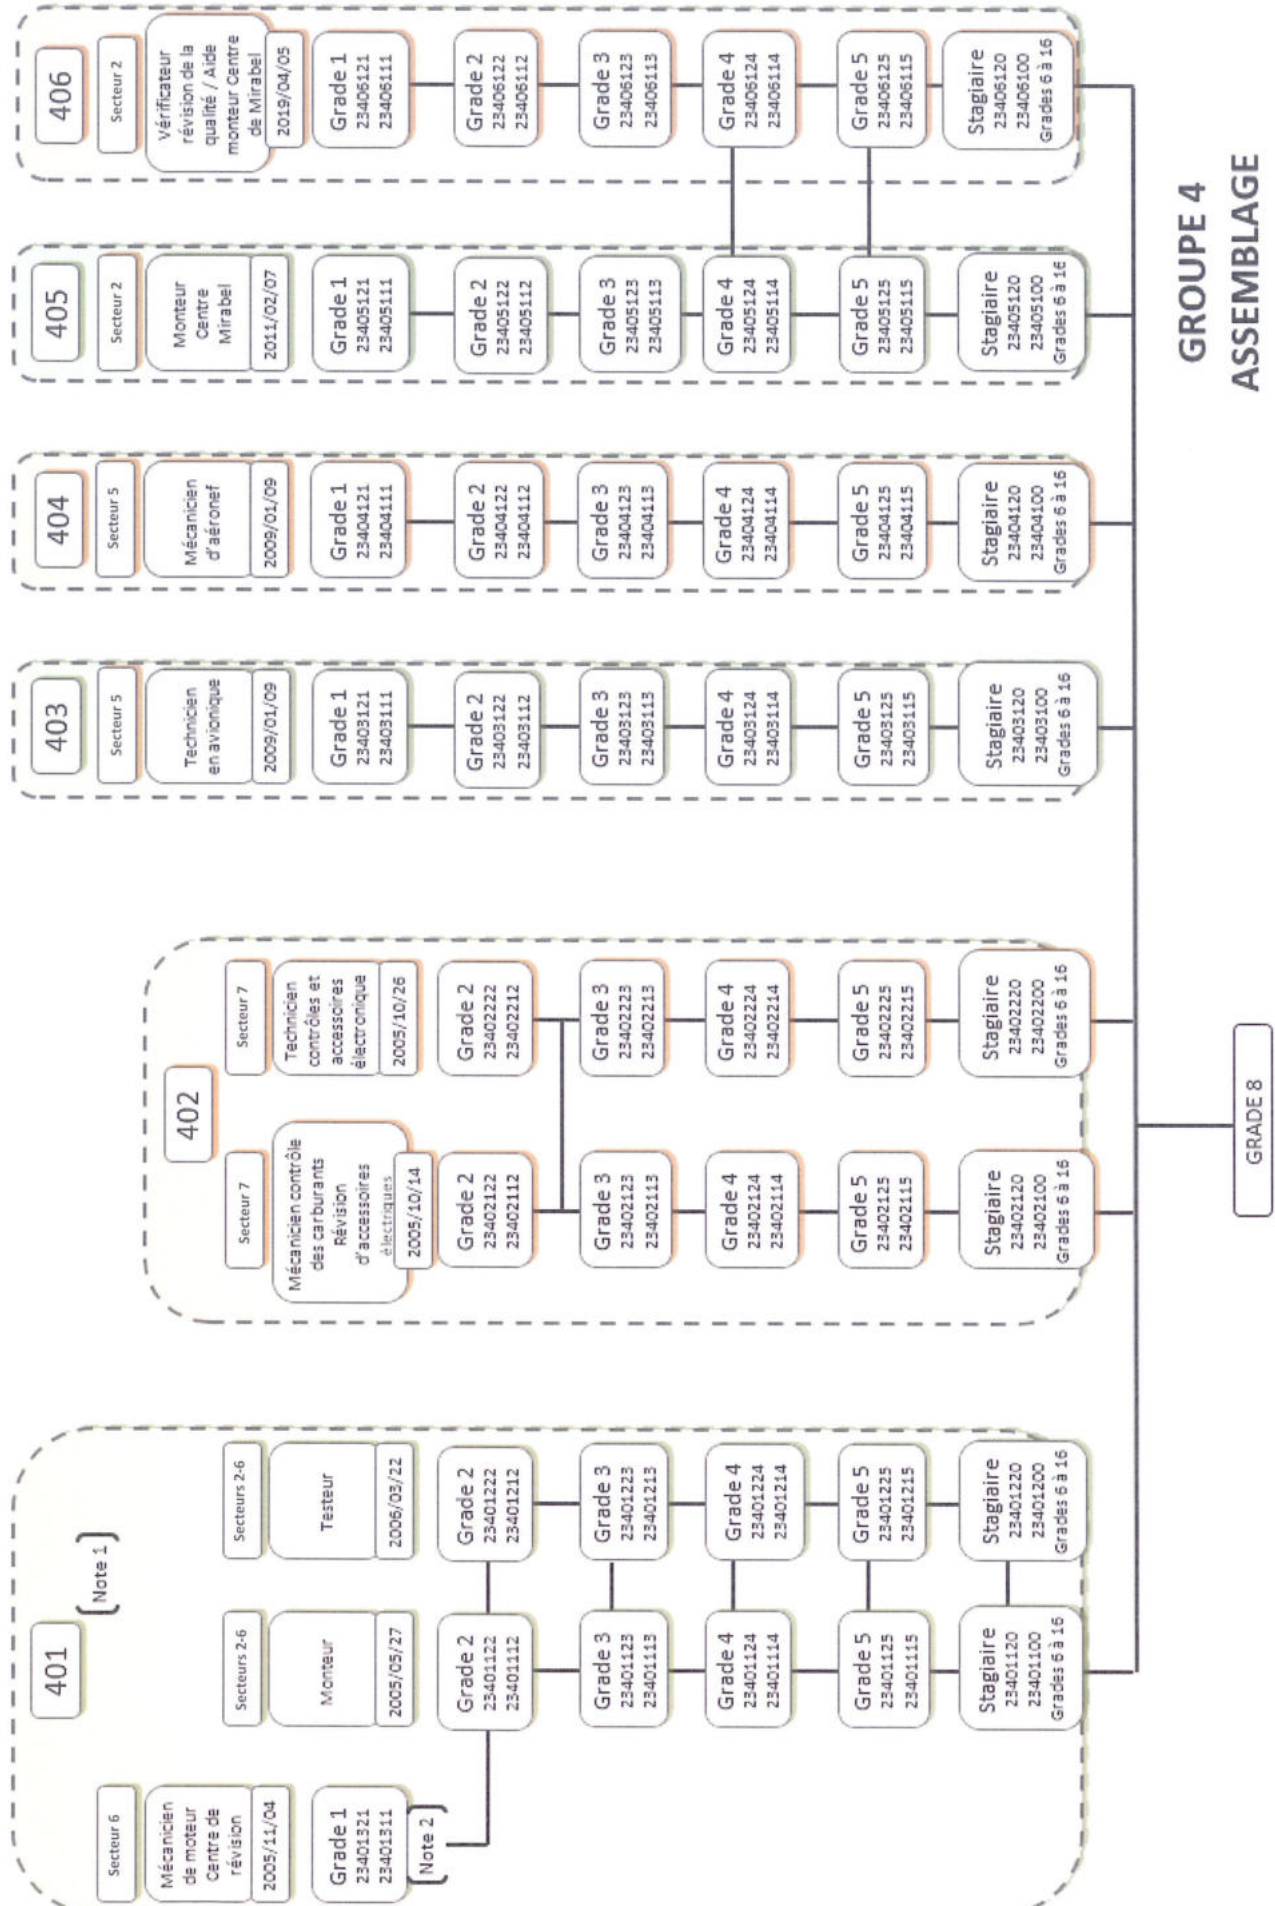 401
[Note 1]
Secteur 6
Mécanicien
de moteur
Centre de
révision
2005/11/04
Grade 1
23401321
23401311
[Note 2]
Secteurs 2-6
Monteur
2005/05/27
Grade 2
23401122
23401112
Grade 3
23401123
23401113
Grade 4
23401124
23401114
Grade 5
23401125
23401115
Stagiaire
23401120
23401100
Grades 6 à 16
Secteurs 2-6
Testeur
2006/03/22
Grade 2
23401222
23401212
Grade 3
23401223
23401213
Grade 4
23401224
23401214
Grade 5
23401225
23401215
Stagiaire
23401220
23401200
Grades 6 à 16
402
Secteur 7
Mécanicien contrôle
des carburants
Révision
d'accessoires
électriques
2005/10/14
Grade 2
23402122
23402112
Grade 3
23402123
23402113
Grade 4
23402124
23402114
Grade 5
23402125
23402115
Stagiaire
23402120
23402100
Grades 6 à 16
Secteur 7
Technicien
contrôles et
accessoires
électronique
2005/10/26
Grade 2
23402222
23402212
Grade 3
23402223
23402213
Grade 4
23402224
23402214
Grade 5
23402225
23402215
Stagiaire
23402220
23402200
Grades 6 à 16
403
Secteur 5
Technicien
en avionique
2009/01/09
Grade 1
23403121
23403111
Grade 2
23403122
23403112
Grade 3
23403123
23403113
Grade 4
23403124
23403114
Grade 5
23403125
23403115
Stagiaire
23403120
23403100
Grades 6 à 16
404
Secteur 5
Mécanicien
d'aéronef
2009/01/09
Grade 1
23404121
23404111
Grade 2
23404122
23404112
Grade 3
23404123
23404113
Grade 4
23404124
23404114
Grade 5
23404125
23404115
Stagiaire
23404120
23404100
Grades 6 à 16
405
Secteur 2
Monteur
Centre
Mirabel
2011/02/07
Grade 1
23405121
23405111
Grade 2
23405122
23405112
Grade 3
23405123
23405113
Grade 4
23405124
23405114
Grade 5
23405125
23405115
Stagiaire
23405120
23405100
Grades 6 à 16
406
Secteur 2
Vérificateur
révision de la
qualité / Aide
monteur Centre
de Mirabel
2019/04/05
Grade 1
23406121
23406111
Grade 2
23406122
23406112
Grade 3
23406123
23406113
Grade 4
23406124
23406114
Grade 5
23406125
23406115
Stagiaire
23406120
23406100
Grades 6 à 16
GRADE 8
GROUPE 4
ASSEMBLAGE